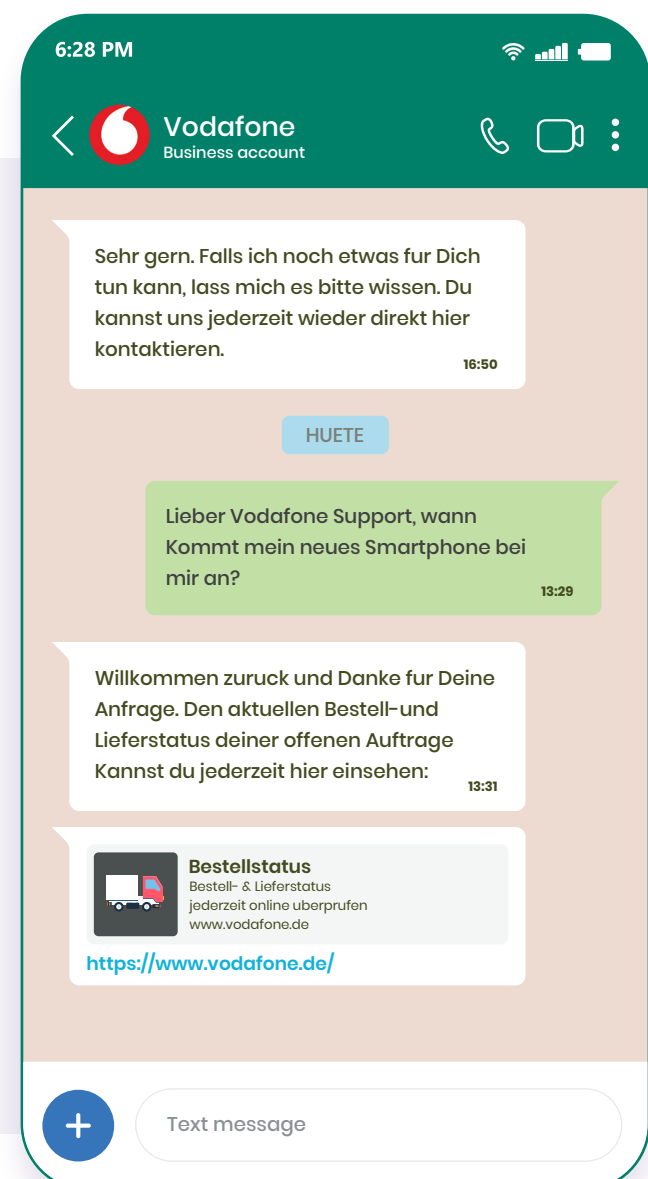 6:28 PM
Vodafone
Business account
Sehr gern. Falls ich noch etwas fur Dich
tun kann, lass mich es bitte wissen. Du
kannst uns jederzeit wieder direkt hier
kontaktieren.
16:50
HUETE
Lieber Vodafone Support, wann
Kommt mein neues Smartphone bei
mir an?
13:29
Willkommen zuruck und Danke fur Deine
Anfrage. Den aktuellen Bestell-und
Lieferstatus deiner offenen Auftrage
Kannst du jederzeit hier einsehen:
13:31
Bestellstatus
Bestell- & Lieferstatus
jederzeit online uberprufen
www.vodafone.de
https://www.vodafone.de/
Text message